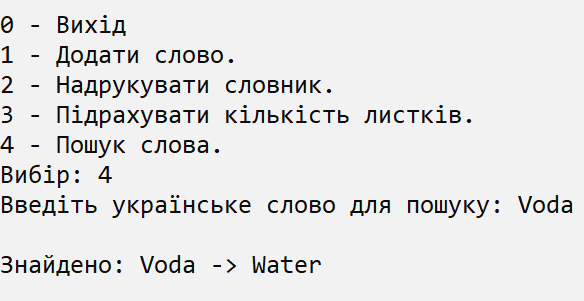 0 - Вихід
1 - Додати слово.
2 - Надрукувати словник.
3 - Підрахувати кількість листків.
4 - Пошук слова.
Вибір: 4
Введіть українське слово для пошуку: Voda
Знайдено: Voda -> Water